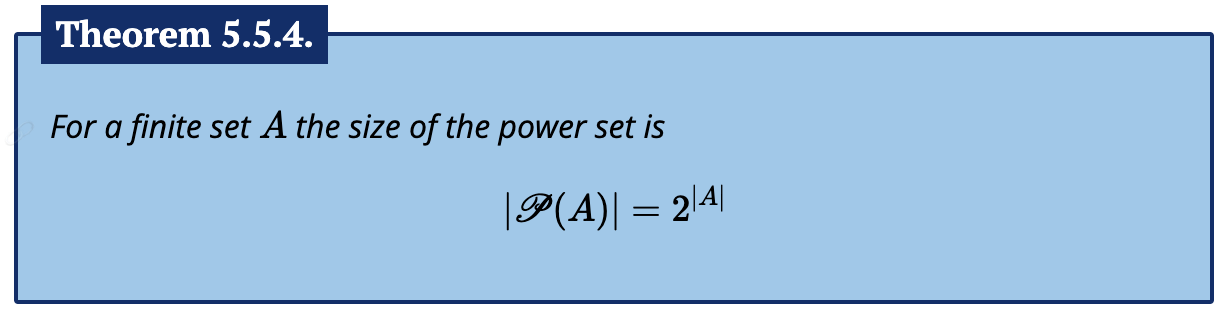 Theorem 5.5.4.
For a finite set A the size of the power set is
|𝒫(A)| = 2^{|A|}